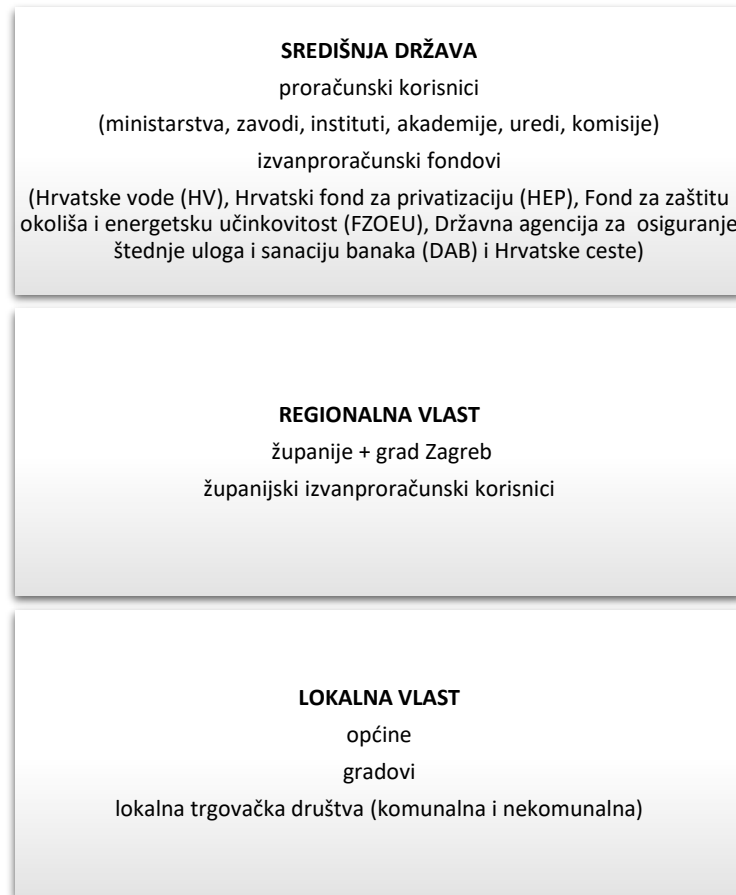 SREDIŠNJA DRŽAVA
proračunski korisnici
(ministarstva, zavodi, instituti, akademije, uredi, komisije)
izvanproračunski fondovi
(Hrvatske vode (HV), Hrvatski fond za privatizaciju (HEP), Fond za zaštitu
okoliša i energetsku učinkovitost (FZOEU), Državna agencija za osiguranje
štednje uloga i sanaciju banaka (DAB) i Hrvatske ceste)
REGIONALNA VLAST
županije + grad Zagreb
županijski izvanproračunski korisnici
LOKALNA VLAST
općine
gradovi
lokalna trgovačka društva (komunalna i nekomunalna)